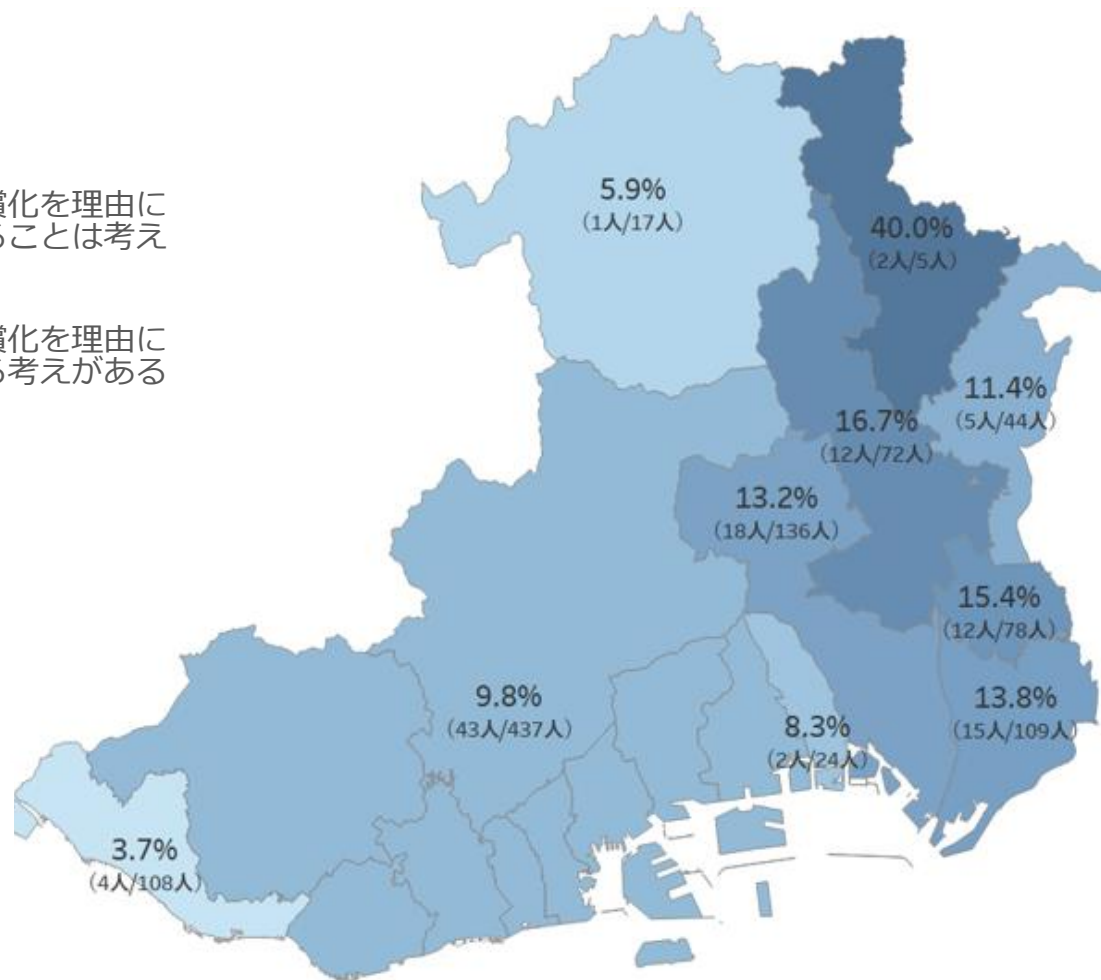 償化を理由に
ることは考え
償化を理由に
る考えがある
5.9%
(1人/17人)
40.0%
(2人/5人)
11.4%
(5人/44人)
16.7%
(12人/72人)
13.2%
(18人/136人)
15.4%
(12人/78人)
9.8%
(43人/437人)
13.8%
(15人/109人)
8.3%
(2人/24人)
3.7%
(4人/108人)